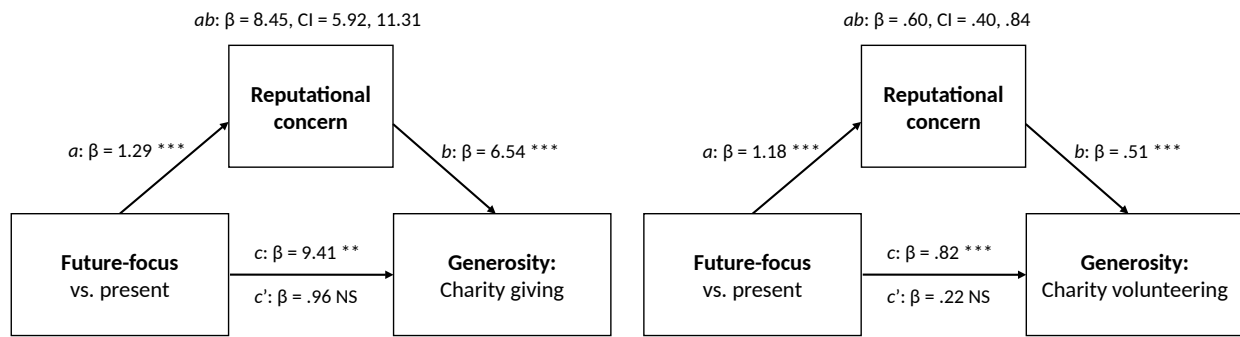 ab: β = 8.45, CI = 5.92, 11.31
Reputational
concern
a: β = 1.29 ***
b: β = 6.54 ***
Future-focus
vs. present
c: β = 9.41 **
c’: β = .96 NS
Generosity:
Charity giving
ab: β = .60, CI = .40, .84
Reputational
concern
a: β = 1.18 ***
b: β = .51 ***
Future-focus
vs. present
c: β = .82 ***
c’: β = .22 NS
Generosity:
Charity volunteering